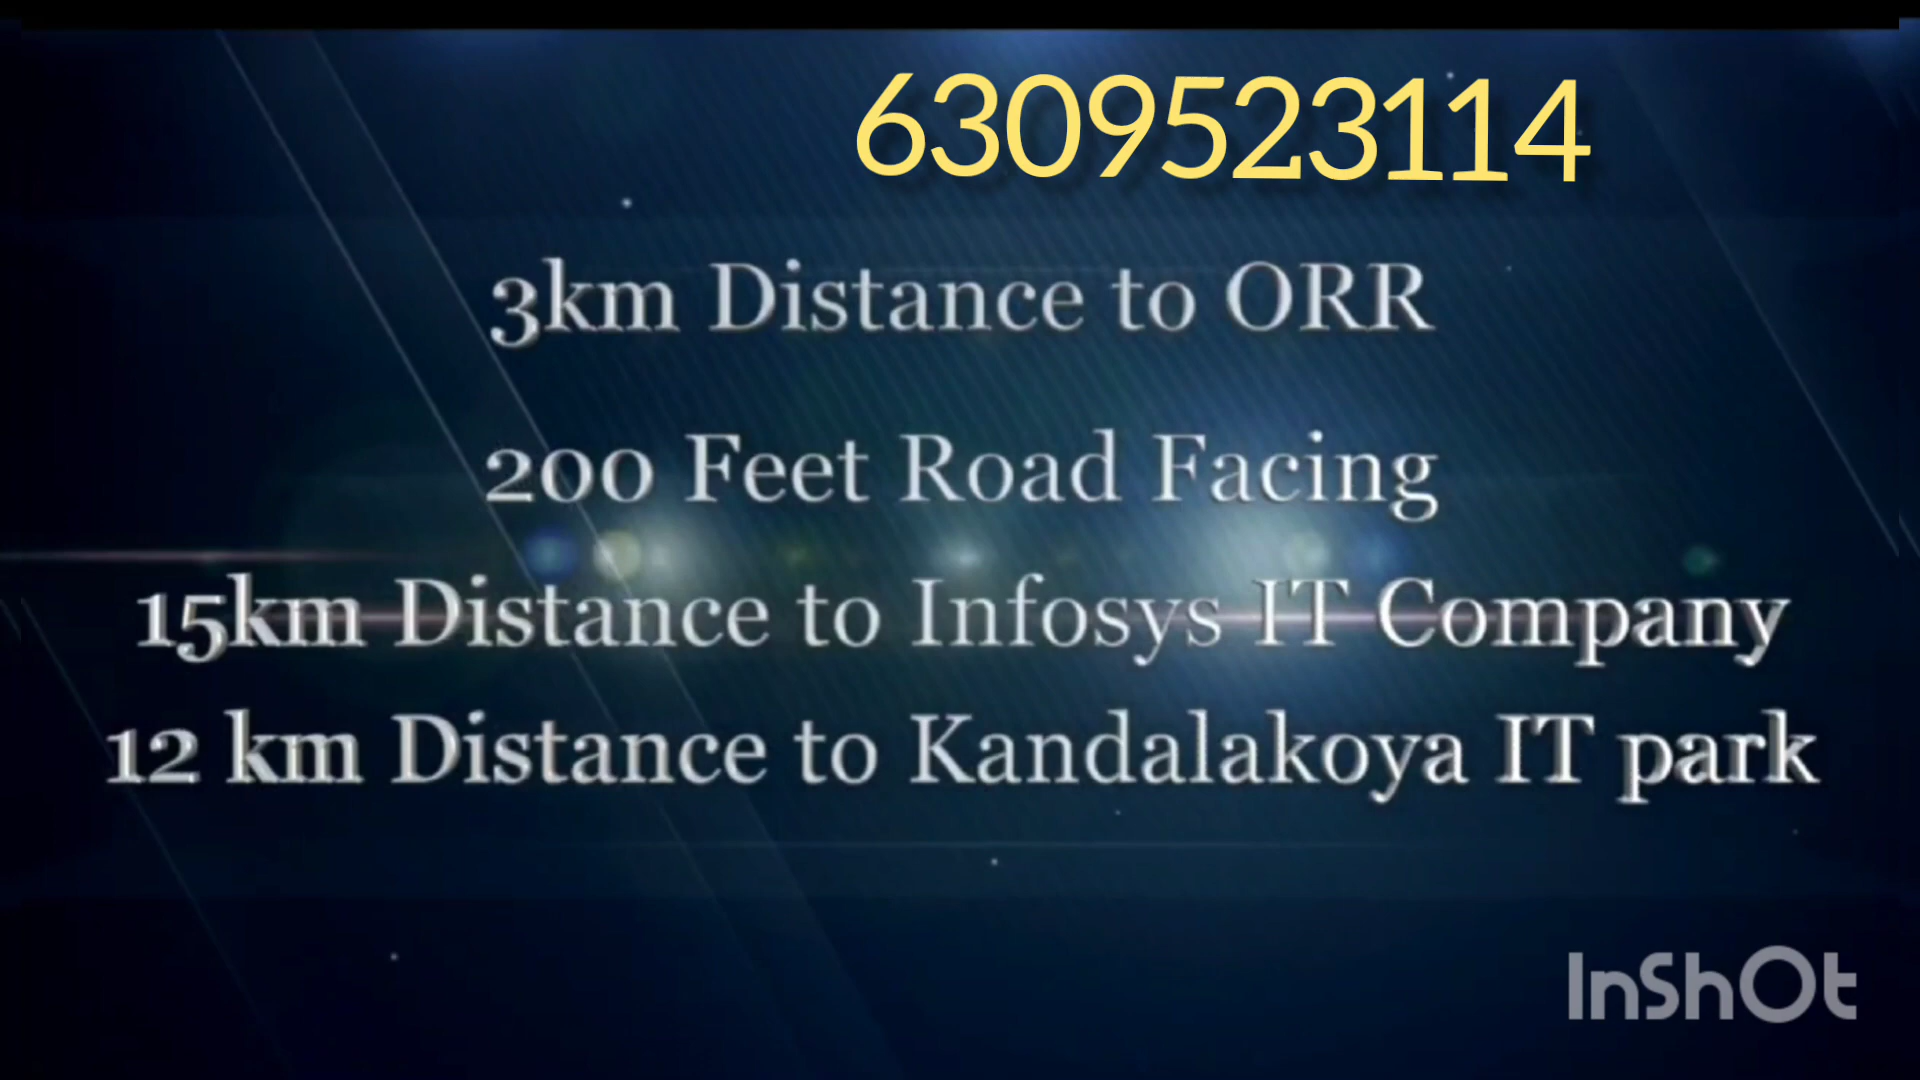 6309523114
3km Distance to ORR
200 Feet Road Facing
15km Distance to Infosys IT Company
12 km Distance to Kandalakoya IT park
InShOt